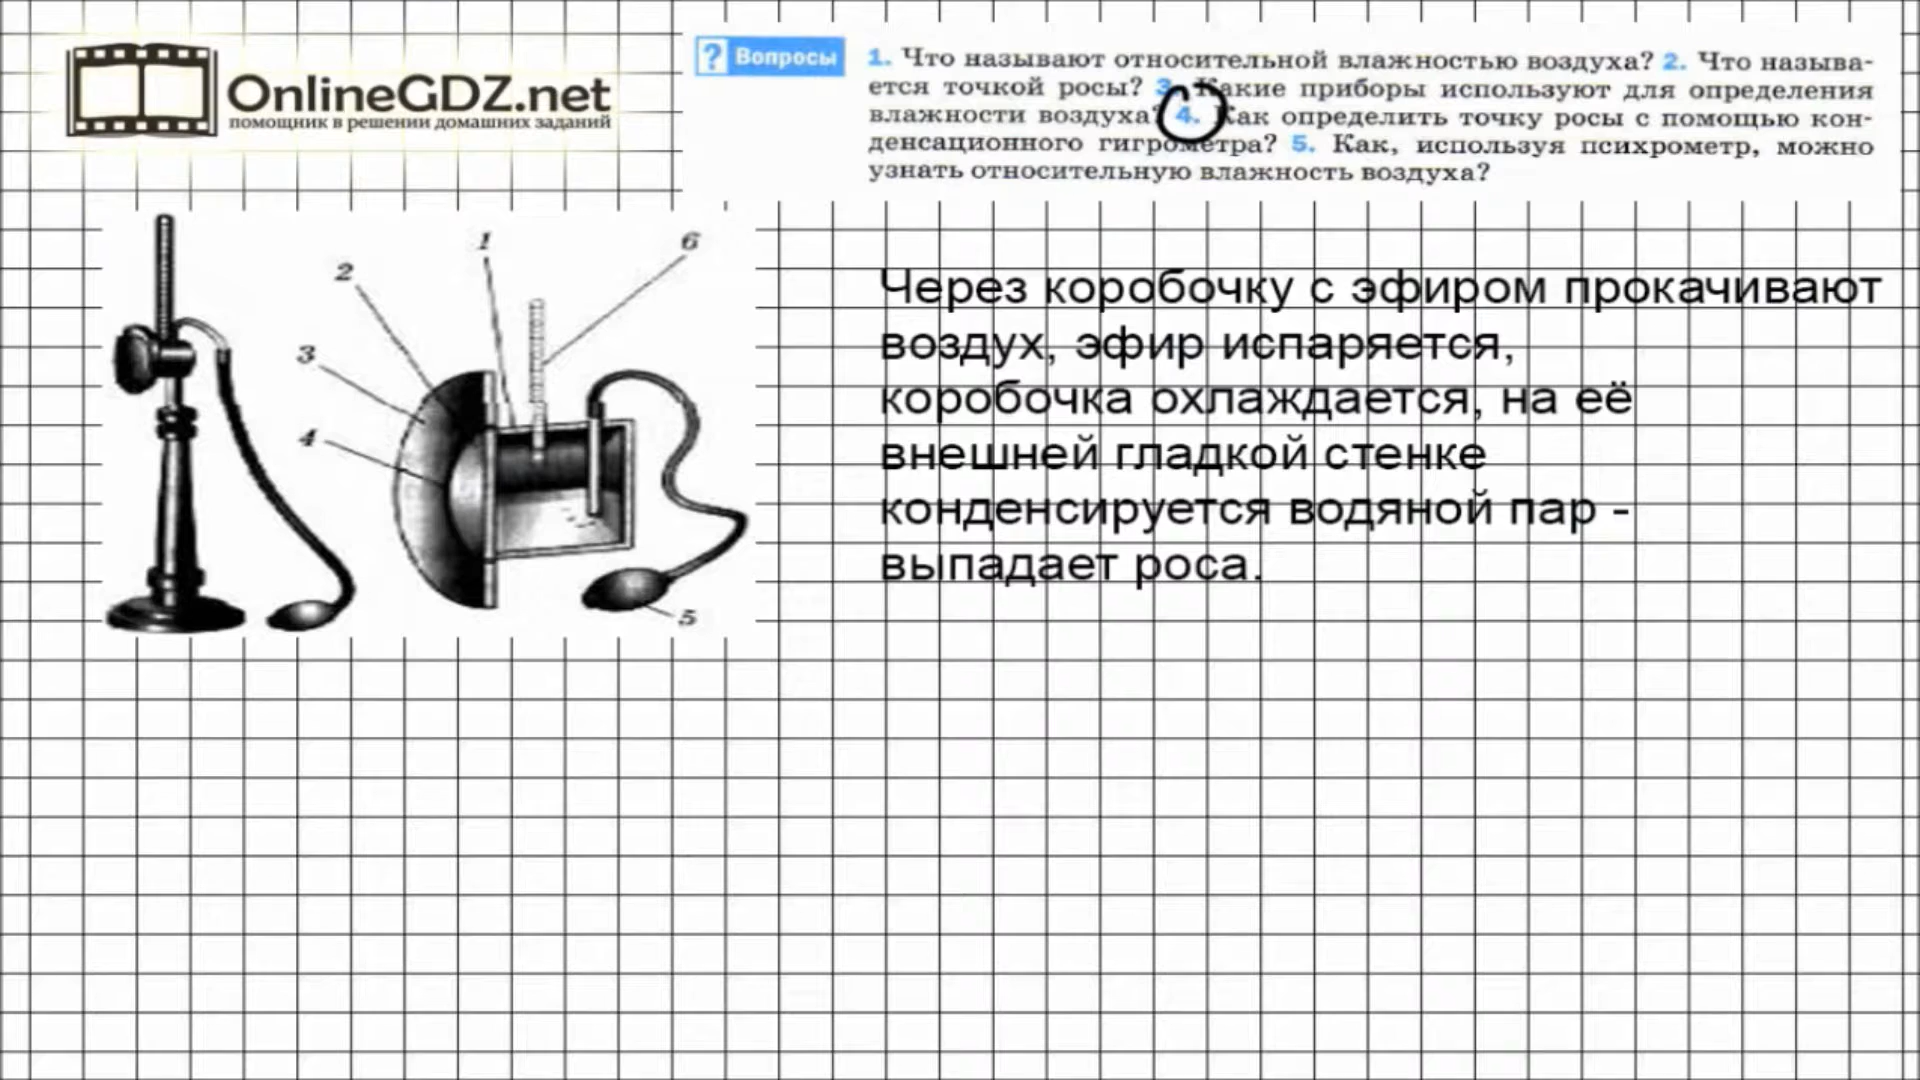 OnlineGDZ.net
помощник в решении домашних заданий
? Вопросы
1. Что называют относительной влажностью воздуха? 2. Что называ-
ется точкой росы? 3. Какие приборы используют для определения
влажности воздуха? 4. Как определить точку росы с помощью кон-
денсационного гигрометра? 5. Как, используя психрометр, можно
узнать относительную влажность воздуха?
1
6
2
3
4
5
Через коробочку с эфиром прокачивают
воздух, эфир испаряется,
коробочка охлаждается, на её
внешней гладкой стенке
конденсируется водяной пар -
выпадает роса.